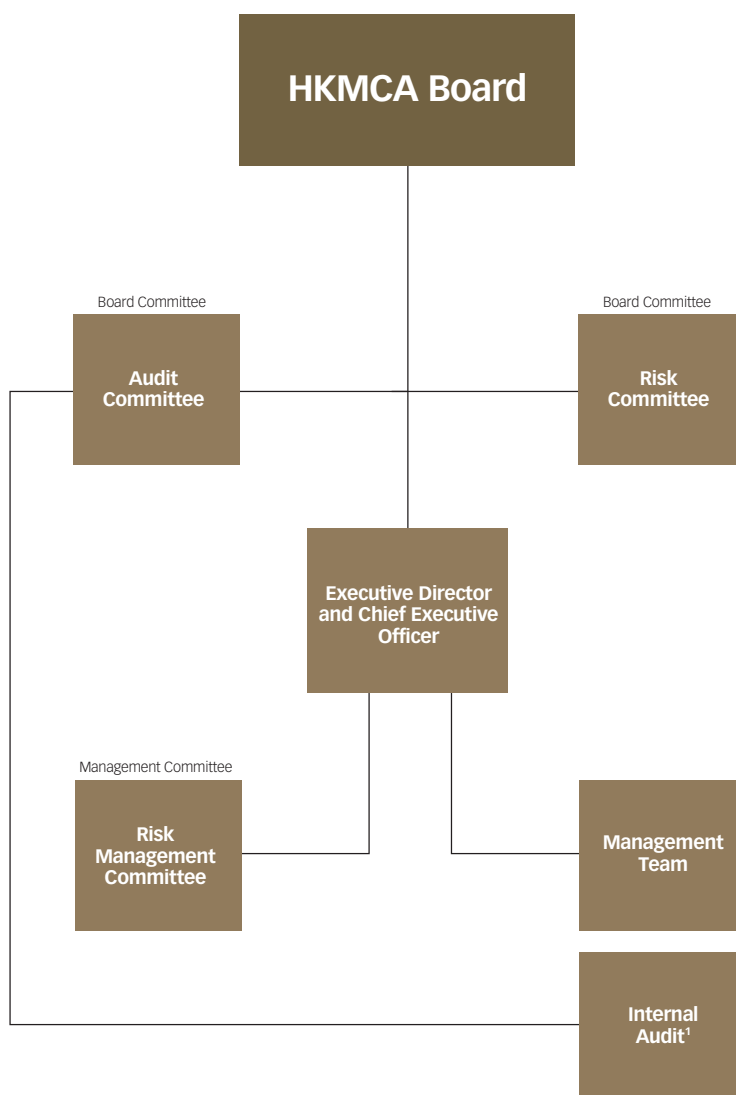 HKMCA Board
Board Committee
Audit
Committee
Board Committee
Risk
Committee
Executive Director
and Chief Executive
Officer
Management Committee
Risk
Management
Committee
Management
Team
Internal
Audit¹